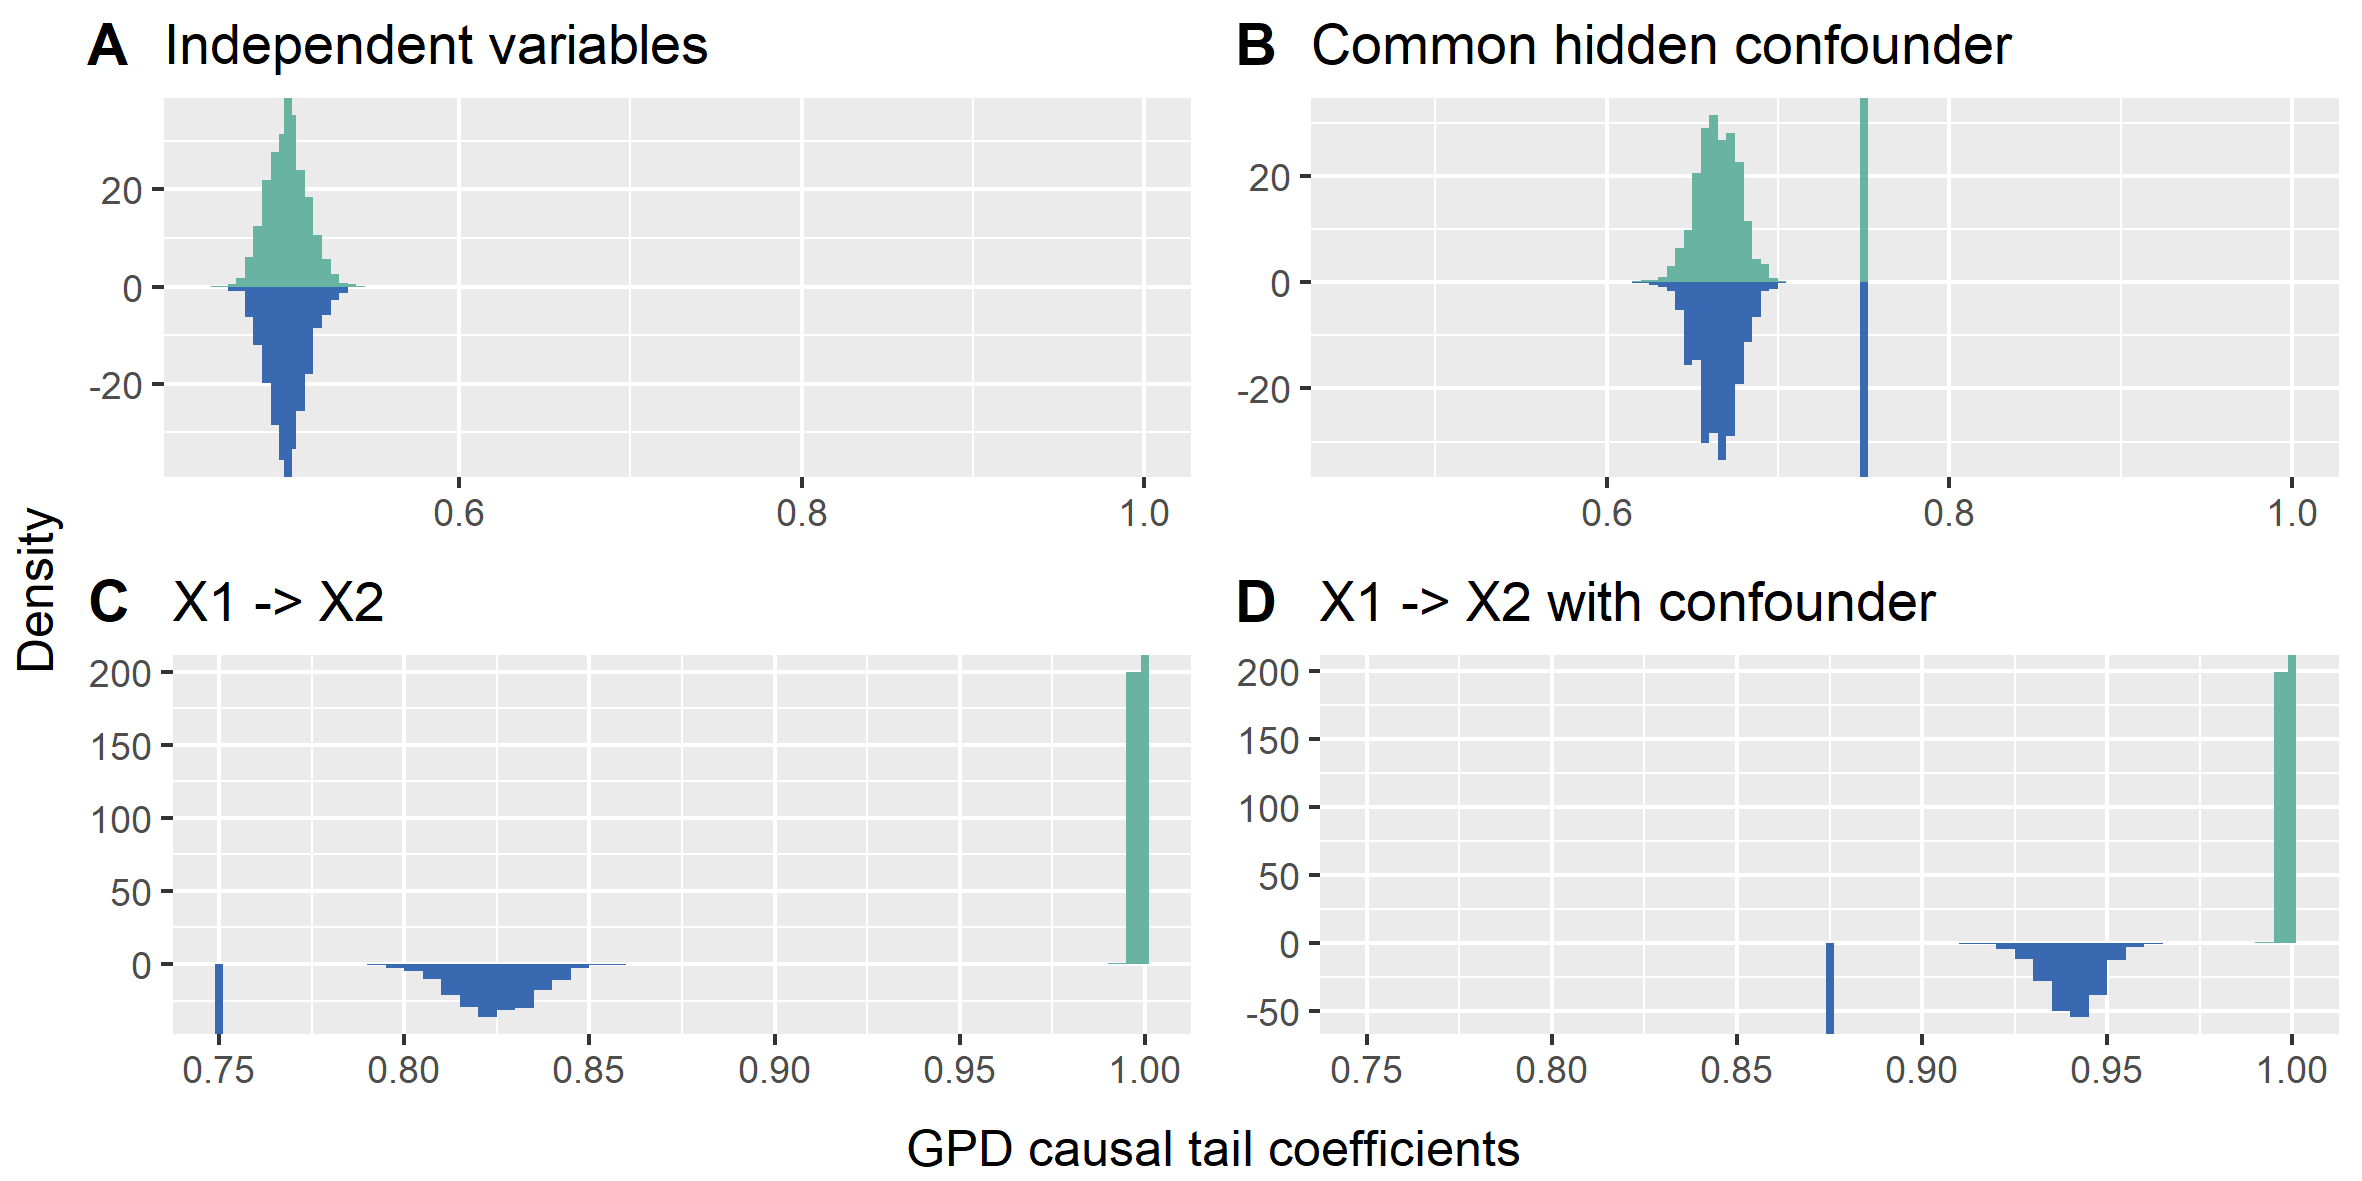 A Independent variables
20
0
-20
0.6 0.8 1.0
B Common hidden confounder
20
0
-20
0.6 0.8 1.0
Density
C X1 -> X2
200
150
100
50
0
0.75 0.80 0.85 0.90 0.95 1.00
D X1 -> X2 with confounder
200
150
100
50
0
-50
0.75 0.80 0.85 0.90 0.95 1.00
GPD causal tail coefficients